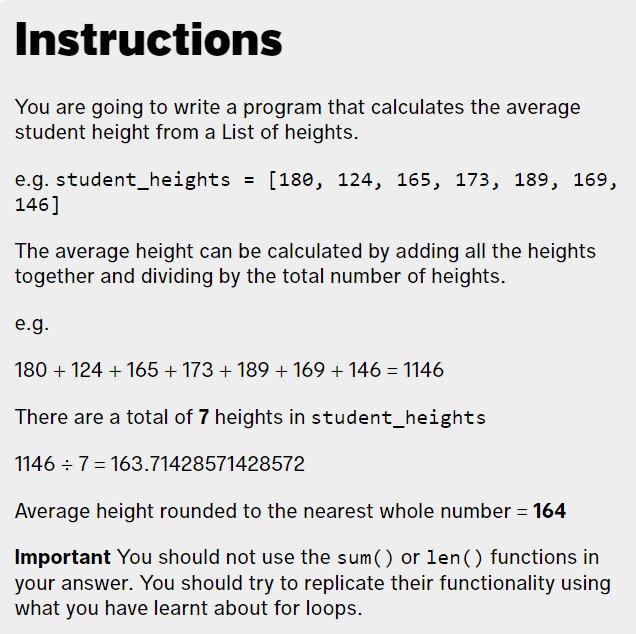 Instructions
You are going to write a program that calculates the average
student height from a List of heights.
e.g. student_heights = [180, 124, 165, 173, 189, 169,
146]
The average height can be calculated by adding all the heights
together and dividing by the total number of heights.
e.g.
180 + 124 + 165 + 173 + 189 + 169 + 146 = 1146
There are a total of 7 heights in student_heights
1146 ÷ 7 = 163.71428571428572
Average height rounded to the nearest whole number = 164
Important You should not use the sum() or len() functions in
your answer. You should try to replicate their functionality using
what you have learnt about for loops.